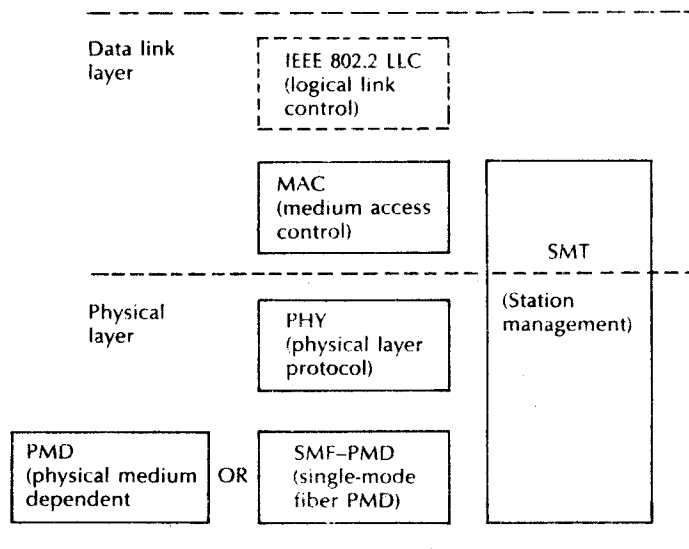 Data link
layer
IEEE 802.2 LLC
(logical link
control)
MAC
(medium access
control)
SMT
(Station
management)
Physical
layer
PHY
(physical layer
protocol)
PMD
(physical medium
dependent
OR
SMF–PMD
(single-mode
fiber PMD)